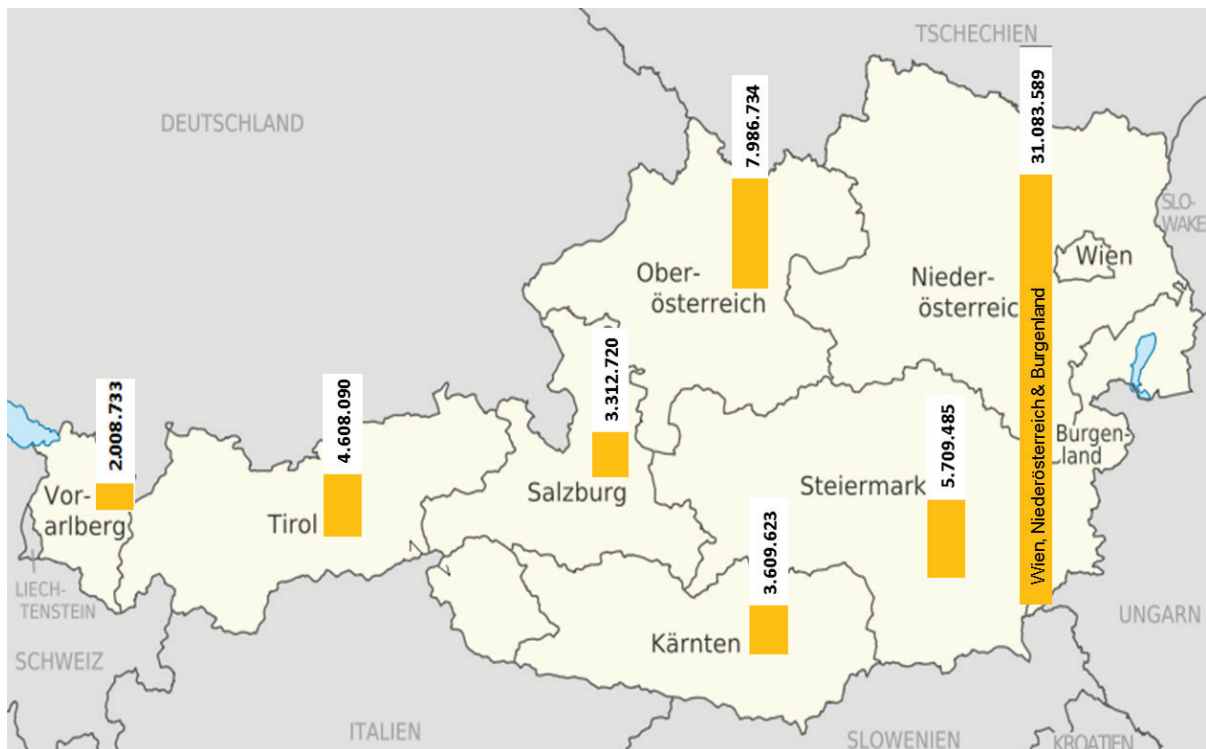 TSCHECHIEN
DEUTSCHLAND
7.986.734
31.083.589
SLO-
WAKE
Wien
Ober-
österreich
Nieder-
österreic
Wien, Niederösterreich & Burgenland
2.008.733
4.608.090
3.312.720
5.709.485
Burgen-
land
Vor-
arlberg
Tirol
Salzburg
Steiermark
3.609.623
LIECH-
TENSTEIN
UNGARN
Kärnten
SCHWEIZ
ITALIEN
SLOWENIEN
KROATIEN